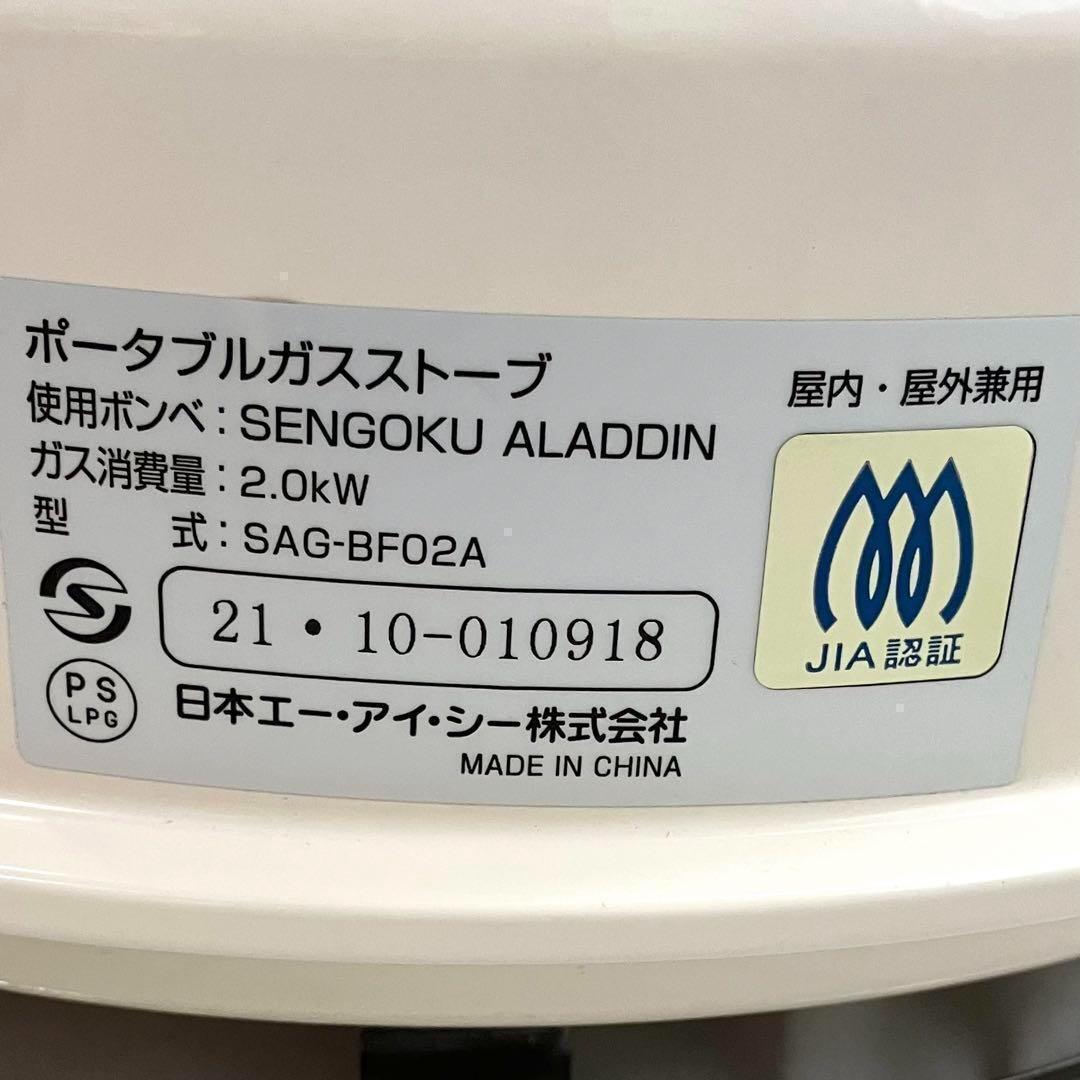 ポータブルガスストーブ
使用ボンベ：SENGOKU ALADDIN
ガス消費量：2.0kW
型　　式：SAG-BF02A
21・10-010918
PS
LPG
日本エー・アイ・シー株式会社
MADE IN CHINA
屋内・屋外兼用
JIA認証